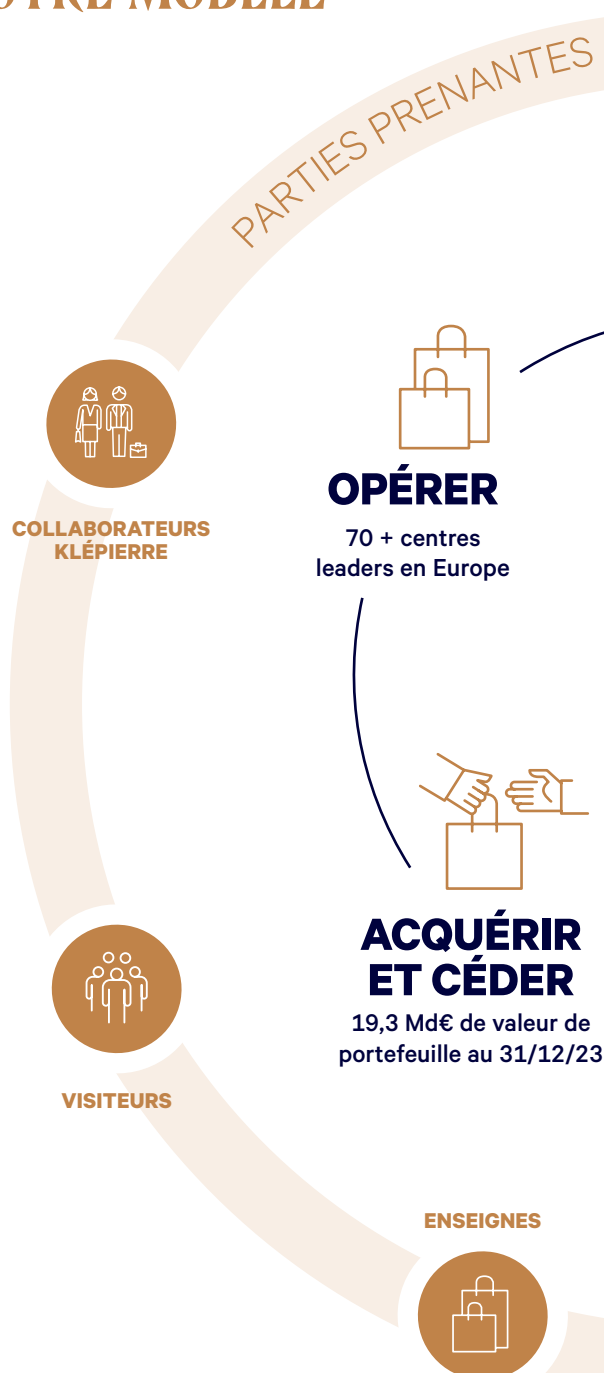 MODÈLE
PARTIES PRENANTES
OPÉRER
70 + centres
leaders en Europe
COLLABORATEURS
KLÉPIERRE
ACQUÉRIR
ET CÉDER
19,3 Md€ de valeur de
portefeuille au 31/12/23
VISITEURS
ENSEIGNES